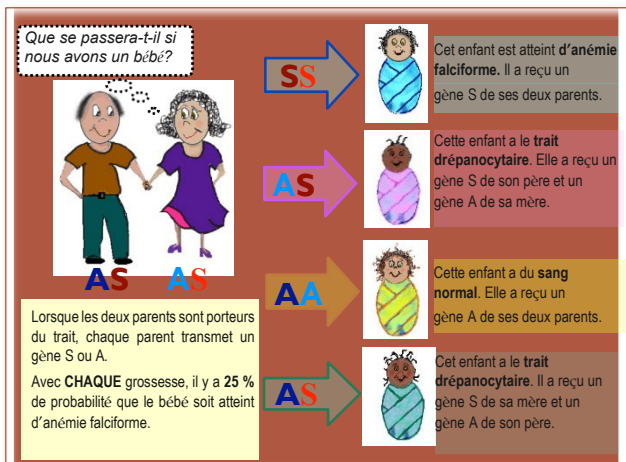 Que se passera-t-il si
nous avons un bébé?
AS
AS
Lorsque les deux parents sont porteurs
du trait, chaque parent transmet un
gène S ou A.
Avec CHAQUE grossesse, il y a 25 %
de probabilité que le bébé soit atteint
d'anémie falciforme.
SS
Cet enfant est atteint d'anémie
falciforme. Il a reçu un
gène S de ses deux parents.
AS
Cette enfant a le trait
drépanocytaire. Elle a reçu un
gène S de son père et un
gène A de sa mère.
AA
Cette enfant a du sang
normal. Elle a reçu un
gène A de ses deux parents.
AS
Cet enfant a le trait
drépanocytaire. Il a reçu un
gène S de sa mère et un
gène A de son père.